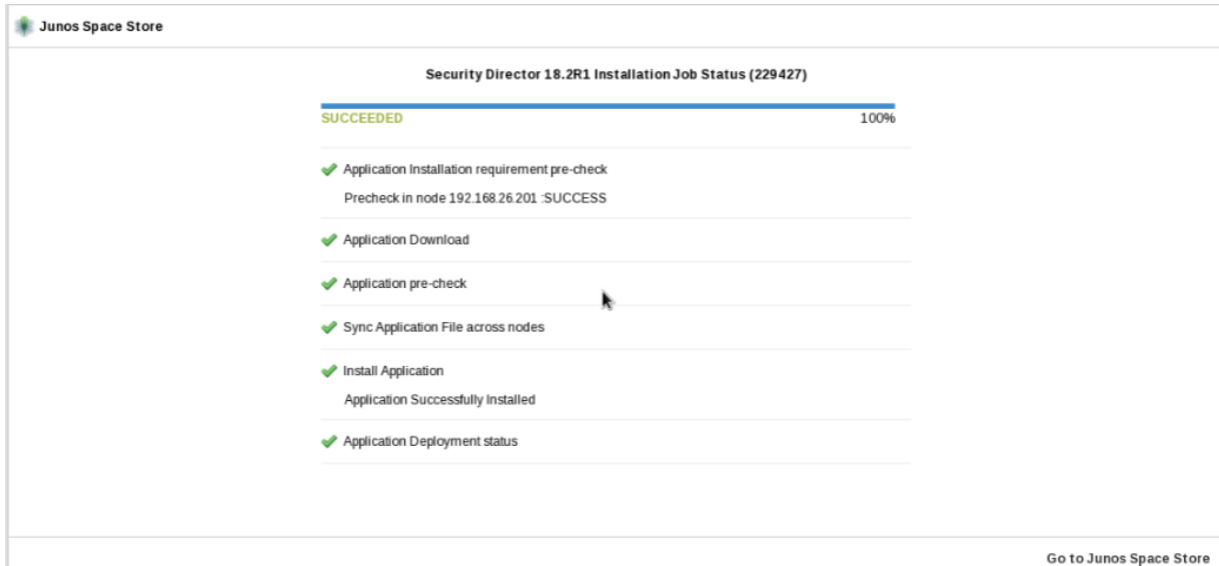 Junos Space Store
Security Director 18.2R1 Installation Job Status (229427)
SUCCEEDED 100%
Application Installation requirement pre-check
Precheck in node 192.168.26.201 :SUCCESS
Application Download
Application pre-check
Sync Application File across nodes
Install Application
Application Successfully Installed
Application Deployment status
Go to Junos Space Store